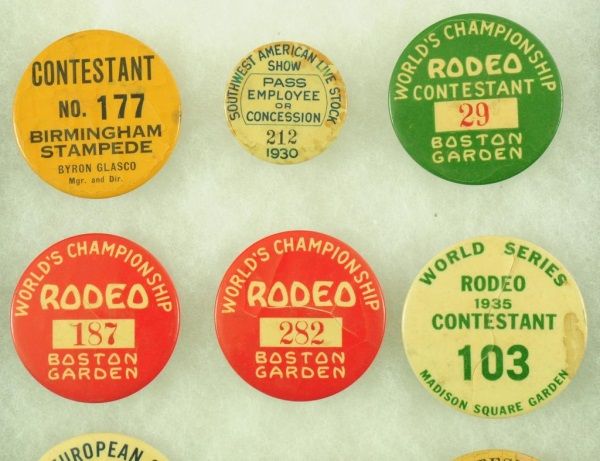 CONTESTANT
NO. 177
BIRMINGHAM
STAMPEDE
BYRON GLASCO
Mgr. and Dir.
SOUTHWEST AMERICAN LIVE STOCK
SHOW
PASS
EMPLOYEE
OR
CONCESSION
212
1930
WORLD'S CHAMPIONSHIP
RODEO
CONTESTANT
29
BOSTON
GARDEN
WORLD'S CHAMPIONSHIP
RODEO
187
BOSTON
GARDEN
WORLD'S CHAMPIONSHIP
RODEO
282
BOSTON
GARDEN
WORLD SERIES
RODEO
1935
CONTESTANT
103
MADISON SQUARE GARDEN
EUROPEAN